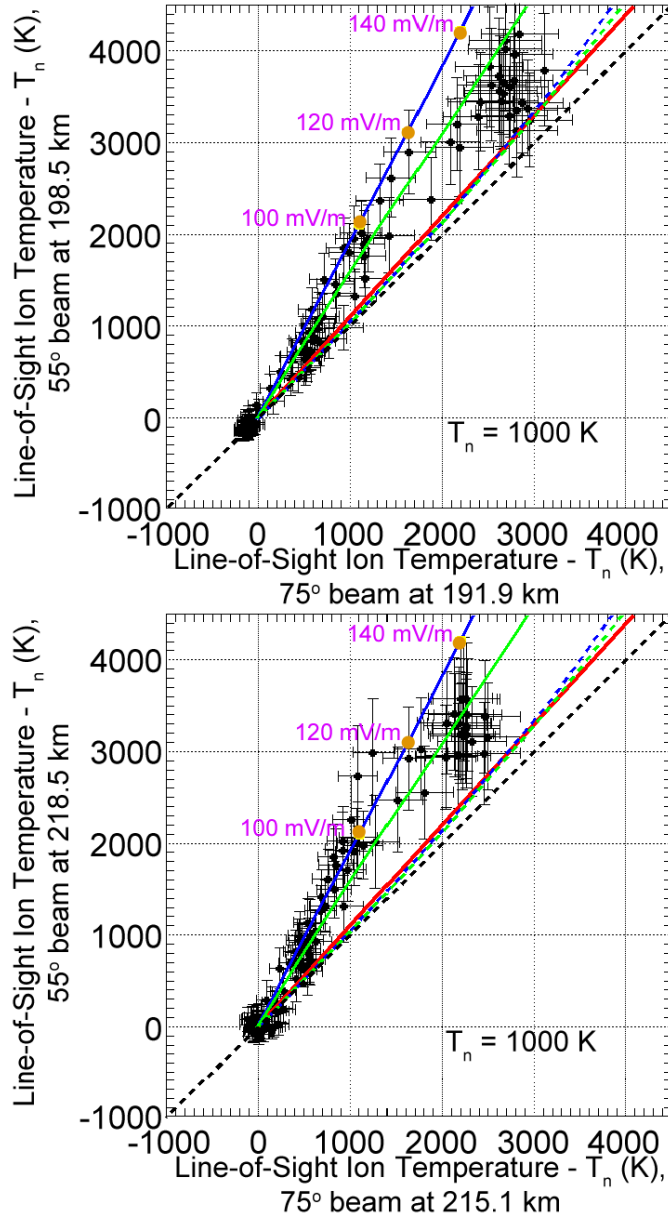 Line-of-Sight Ion Temperature - Tn (K),
55° beam at 198.5 km
4000
3000
2000
1000
0
-1000
140 mV/m
120 mV/m
100 mV/m
Tn = 1000 K
-1000 0 1000 2000 3000 4000
Line-of-Sight Ion Temperature - Tn (K),
75° beam at 191.9 km
Line-of-Sight Ion Temperature - Tn (K),
55° beam at 218.5 km
4000
3000
2000
1000
0
-1000
140 mV/m
120 mV/m
100 mV/m
Tn = 1000 K
-1000 0 1000 2000 3000 4000
Line-of-Sight Ion Temperature - Tn (K),
75° beam at 215.1 km